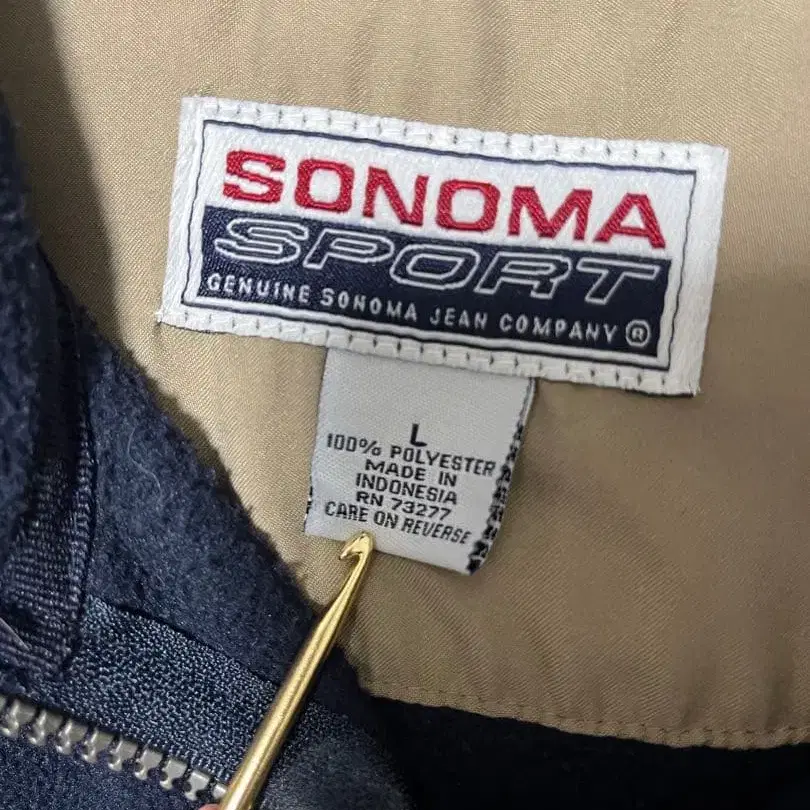 SONOMA
SPORT
GENUINE SONOMA JEAN COMPANY ®
L
100% POLYESTER
MADE IN
INDONESIA
RN 73277
CARE ON REVERSE